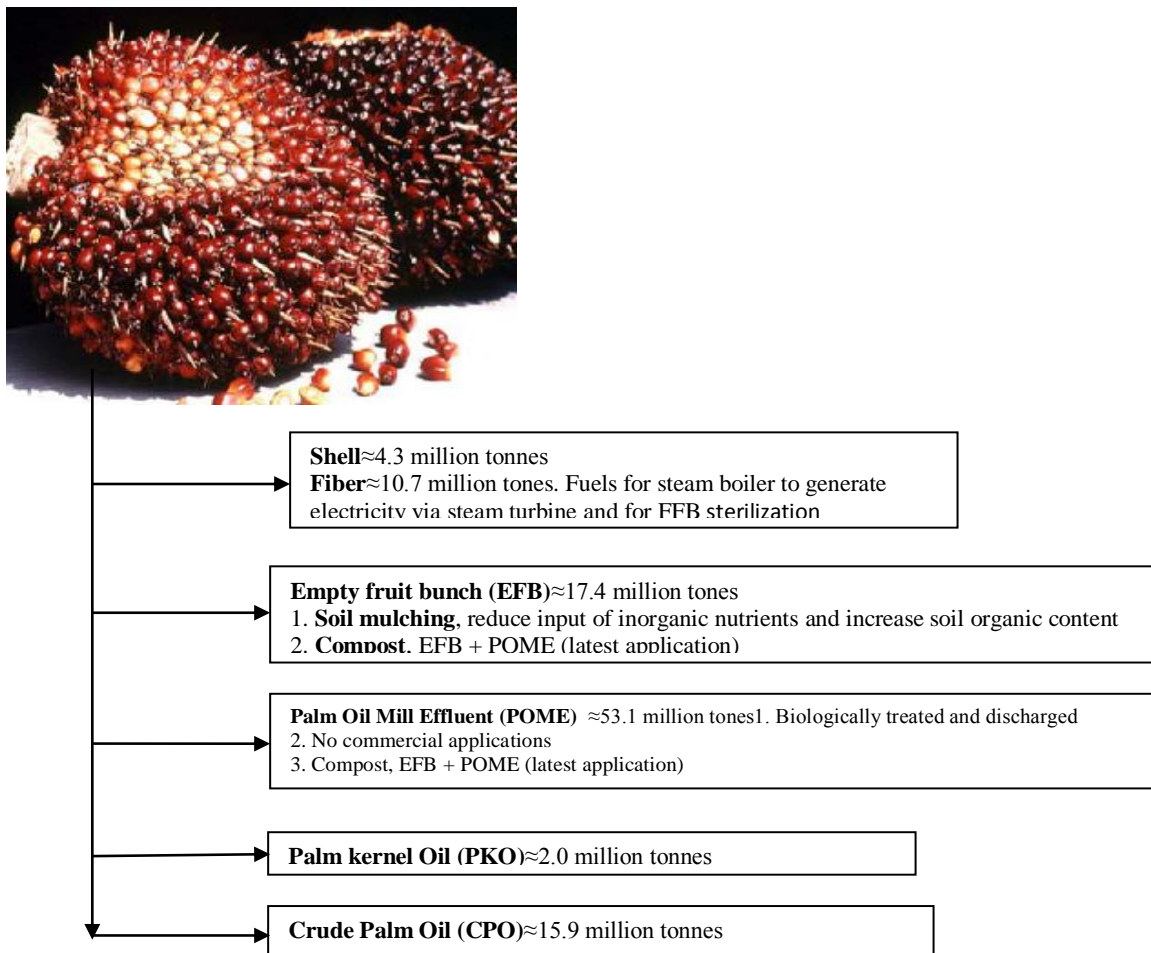 Shell≈4.3 million tonnes
Fiber≈10.7 million tones. Fuels for steam boiler to generate
electricity via steam turbine and for FFB sterilization
Empty fruit bunch (EFB)≈17.4 million tones
1. Soil mulching, reduce input of inorganic nutrients and increase soil organic content
2. Compost, EFB + POME (latest application)
Palm Oil Mill Effluent (POME) ≈53.1 million tones1. Biologically treated and discharged
2. No commercial applications
3. Compost, EFB + POME (latest application)
Palm kernel Oil (PKO)≈2.0 million tonnes
Crude Palm Oil (CPO)≈15.9 million tonnes